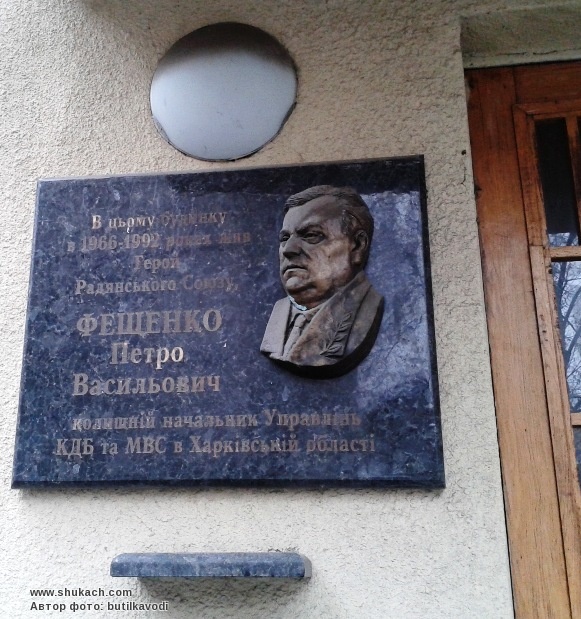 В цьому будинку
в 1966-1992 роках жив
Герой
Радянського Союзу,
ФЕЩЕНКО
Петро
Васильович
колишній начальник Управлінь
КДБ та МВС в Харківській області
www.shukach.com
Автор фото: butilkavodi